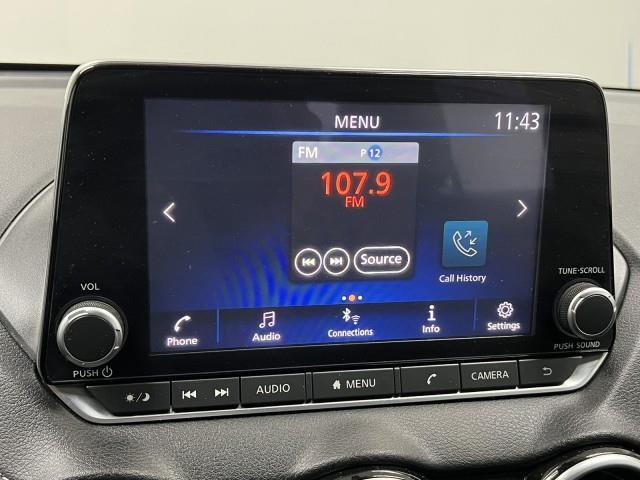 MENU 11:43
FM P 12
107.9
FM
Source
Call History
Phone Audio Connections Info Settings
VOL
PUSH
TUNE·SCROLL
PUSH SOUND
AUDIO MENU CAMERA